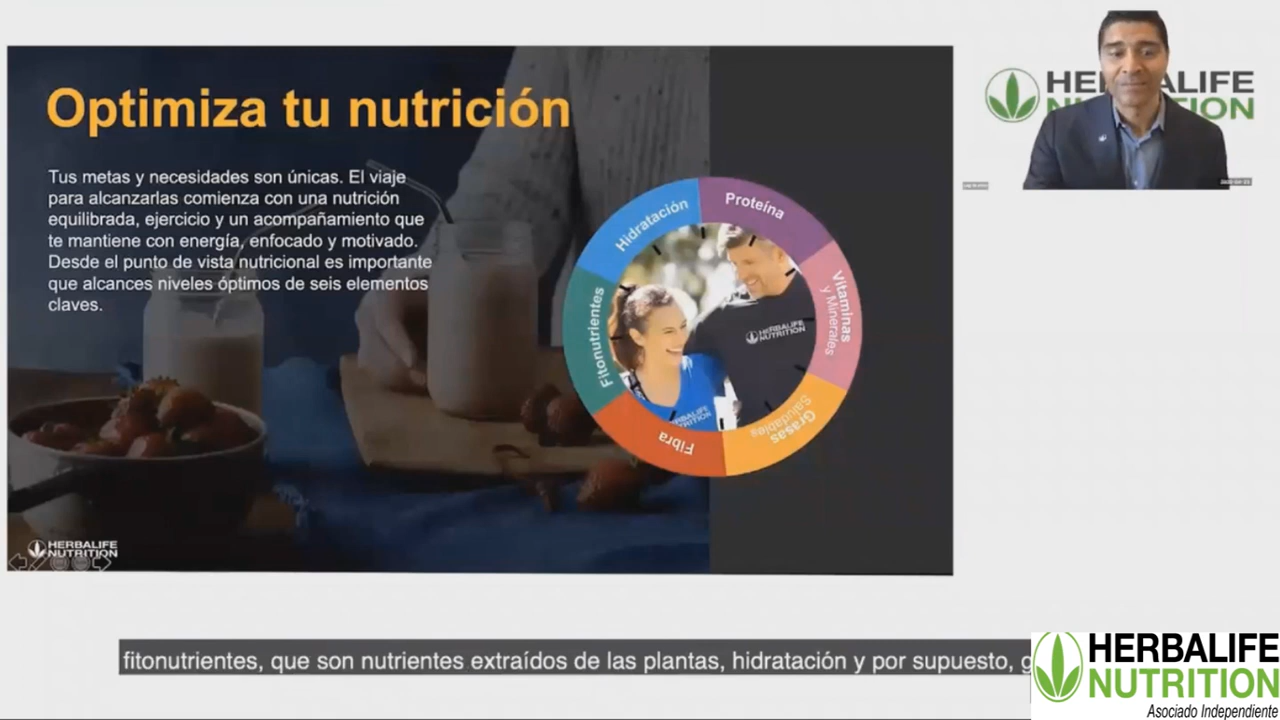 HERBALIFE
NUTRITION
Optimiza tu nutrición
Tus metas y necesidades son únicas. El viaje
para alcanzarlas comienza con una nutrición
equilibrada, ejercicio y un acompañamiento que
te mantiene con energía, enfocado y motivado.
Desde el punto de vista nutricional es importante
que alcances niveles óptimos de seis elementos
claves.
Hidratación
Proteína
Vitaminas
y Minerales
Grasas
Saludables
Fibra
Fitonutrientes
HERBALIFE
NUTRITION
HERBALIFE
NUTRITION
HERBALIFE
NUTRITION
fitonutrientes, que son nutrientes extraídos de las plantas, hidratación y por supuesto, g
HERBALIFE
NUTRITION
Asociado Independiente